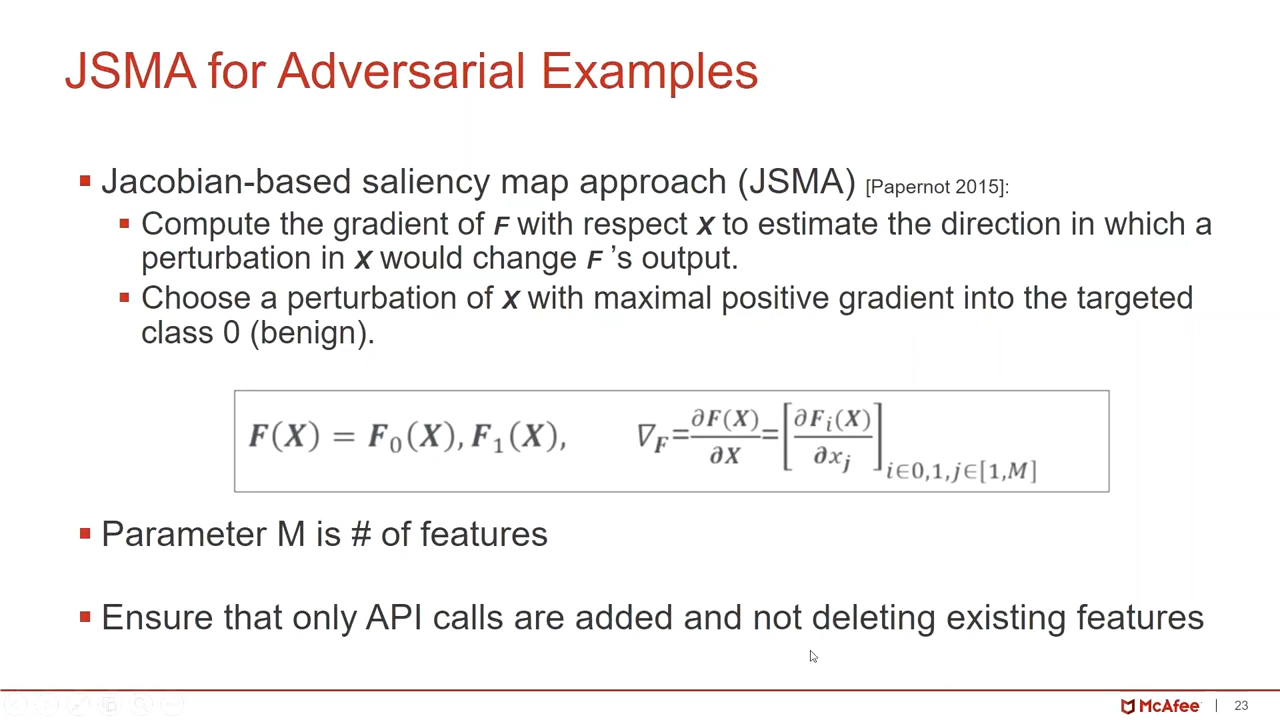 JSMA for Adversarial Examples
Jacobian-based saliency map approach (JSMA) [Papernot 2015]:
Compute the gradient of F with respect X to estimate the direction in which a
perturbation in X would change F 's output.
Choose a perturbation of X with maximal positive gradient into the targeted
class 0 (benign).
F(X) = F₀(X), F₁(X), ∇_F = ∂F(X)/∂X = [∂F_i(X)/∂x_j]_{i∈0,1,j∈[1,M]}
Parameter M is # of features
Ensure that only API calls are added and not deleting existing features
McAfee | 23